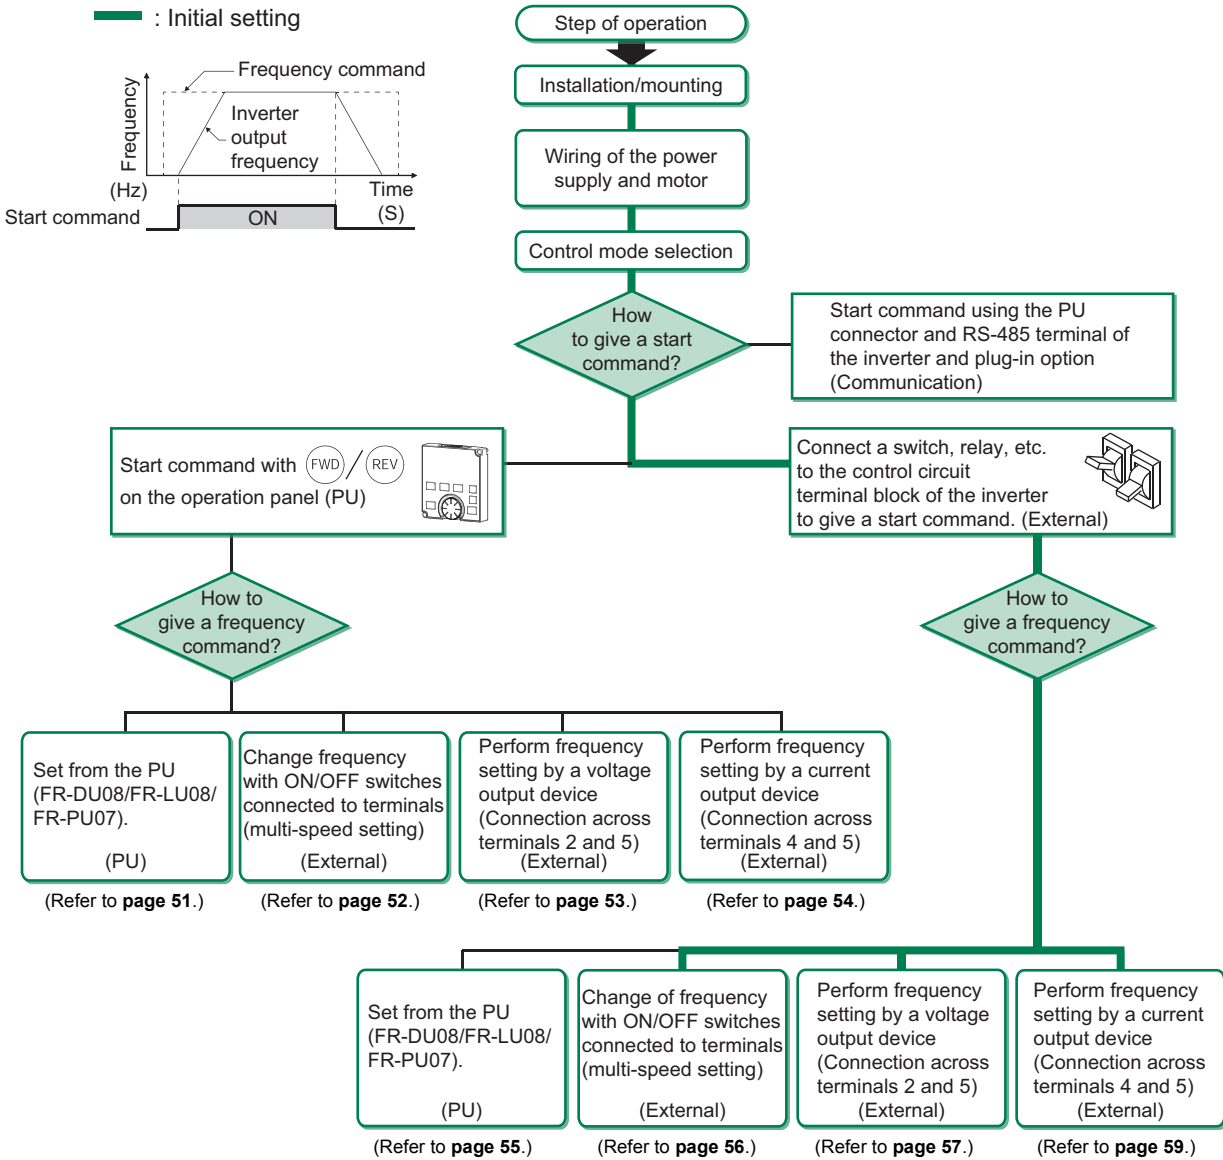 : Initial setting
Step of operation
Frequency command
Frequency
Inverter
output
frequency
(Hz)
Time
(S)
Start command
ON
Installation/mounting
Wiring of the power
supply and motor
Control mode selection
How
to give a start
command?
Start command using the PU
connector and RS-485 terminal of
the inverter and plug-in option
(Communication)
Start command with FWD / REV
on the operation panel (PU)
Connect a switch, relay, etc.
to the control circuit
terminal block of the inverter
to give a start command. (External)
How to
give a frequency
command?
How to
give a frequency
command?
Set from the PU
(FR-DU08/FR-LU08/
FR-PU07).
(PU)
Change frequency
with ON/OFF switches
connected to terminals
(multi-speed setting)
(External)
Perform frequency
setting by a voltage
output device
(Connection across
terminals 2 and 5)
(External)
Perform frequency
setting by a current
output device
(Connection across
terminals 4 and 5)
(External)
(Refer to page 51.)
(Refer to page 52.)
(Refer to page 53.)
(Refer to page 54.)
Set from the PU
(FR-DU08/FR-LU08/
FR-PU07).
(PU)
Change of frequency
with ON/OFF switches
connected to terminals
(multi-speed setting)
(External)
Perform frequency
setting by a voltage
output device
(Connection across
terminals 2 and 5)
(External)
Perform frequency
setting by a current
output device
(Connection across
terminals 4 and 5)
(External)
(Refer to page 55.)
(Refer to page 56.)
(Refer to page 57.)
(Refer to page 59.)